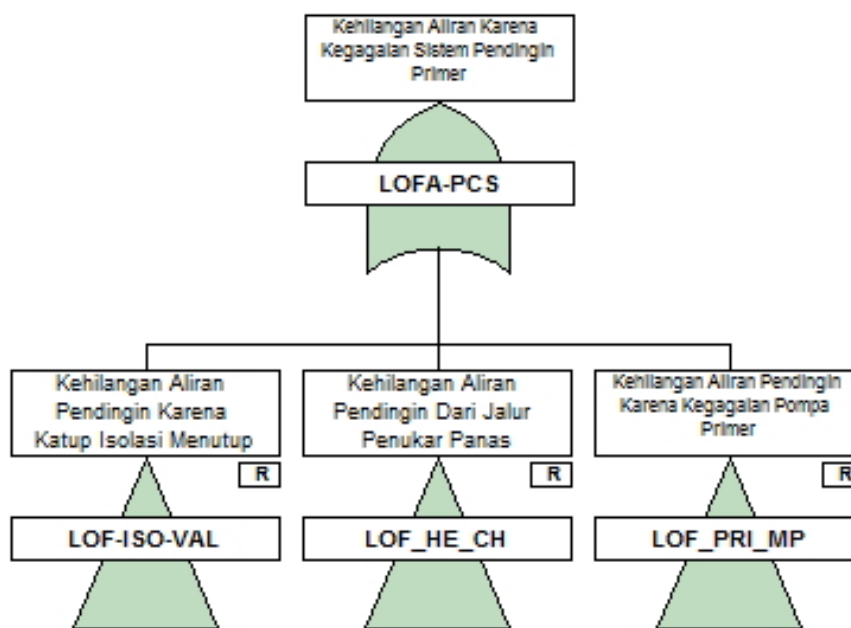 Kehilangan Aliran Karena
Kegagalan Sistem Pendingin
Primer
LOFA-PCS
Kehilangan Aliran
Pendingin Karena
Katup Isolasi Menutup
R
LOF-ISO-VAL
Kehilangan Aliran
Pendingin Dari Jalur
Penukar Panas
R
LOF_HE_CH
Kehilangan Aliran Pendingin
Karena Kegagalan Pompa
Primer
R
LOF_PRI_MP